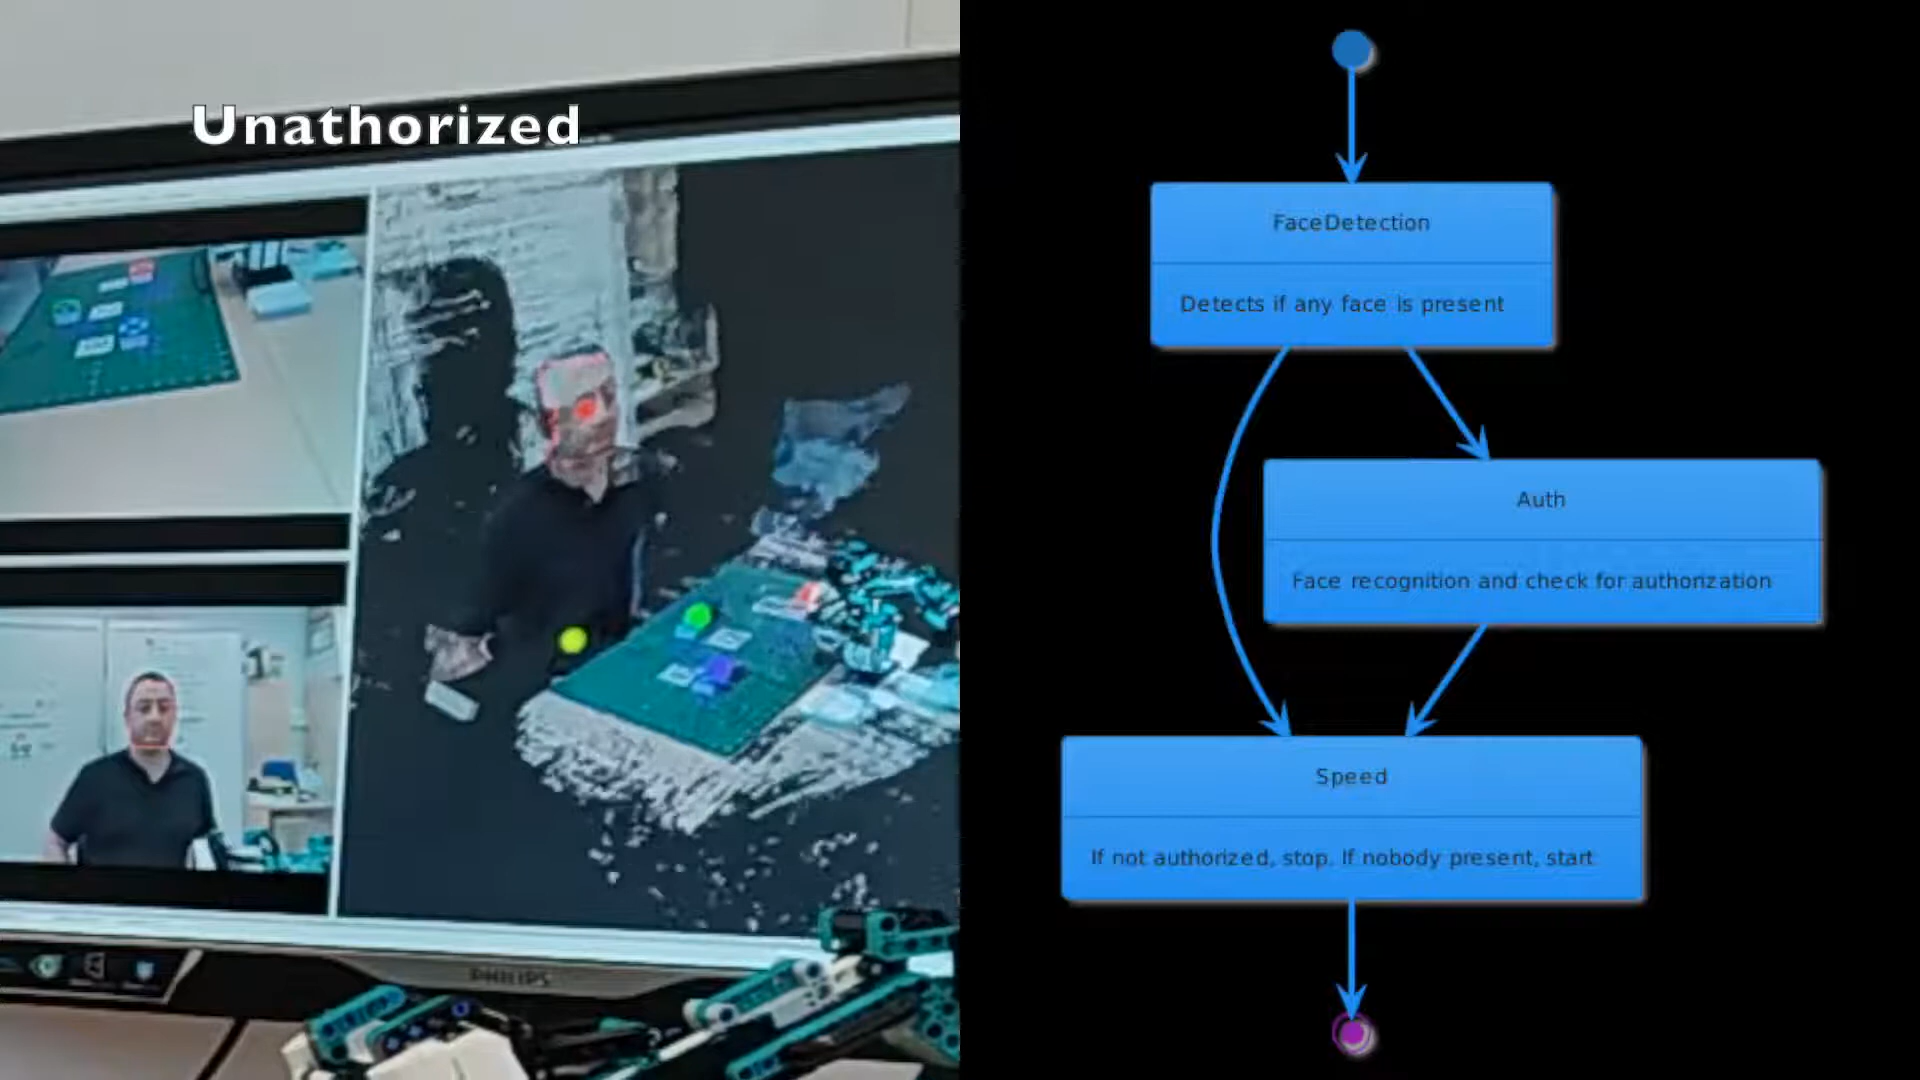 Unathorized
PHILIPS
FaceDetection
Detects if any face is present
Auth
Face recognition and check for authorization
Speed
If not authorized, stop. If nobody present, start